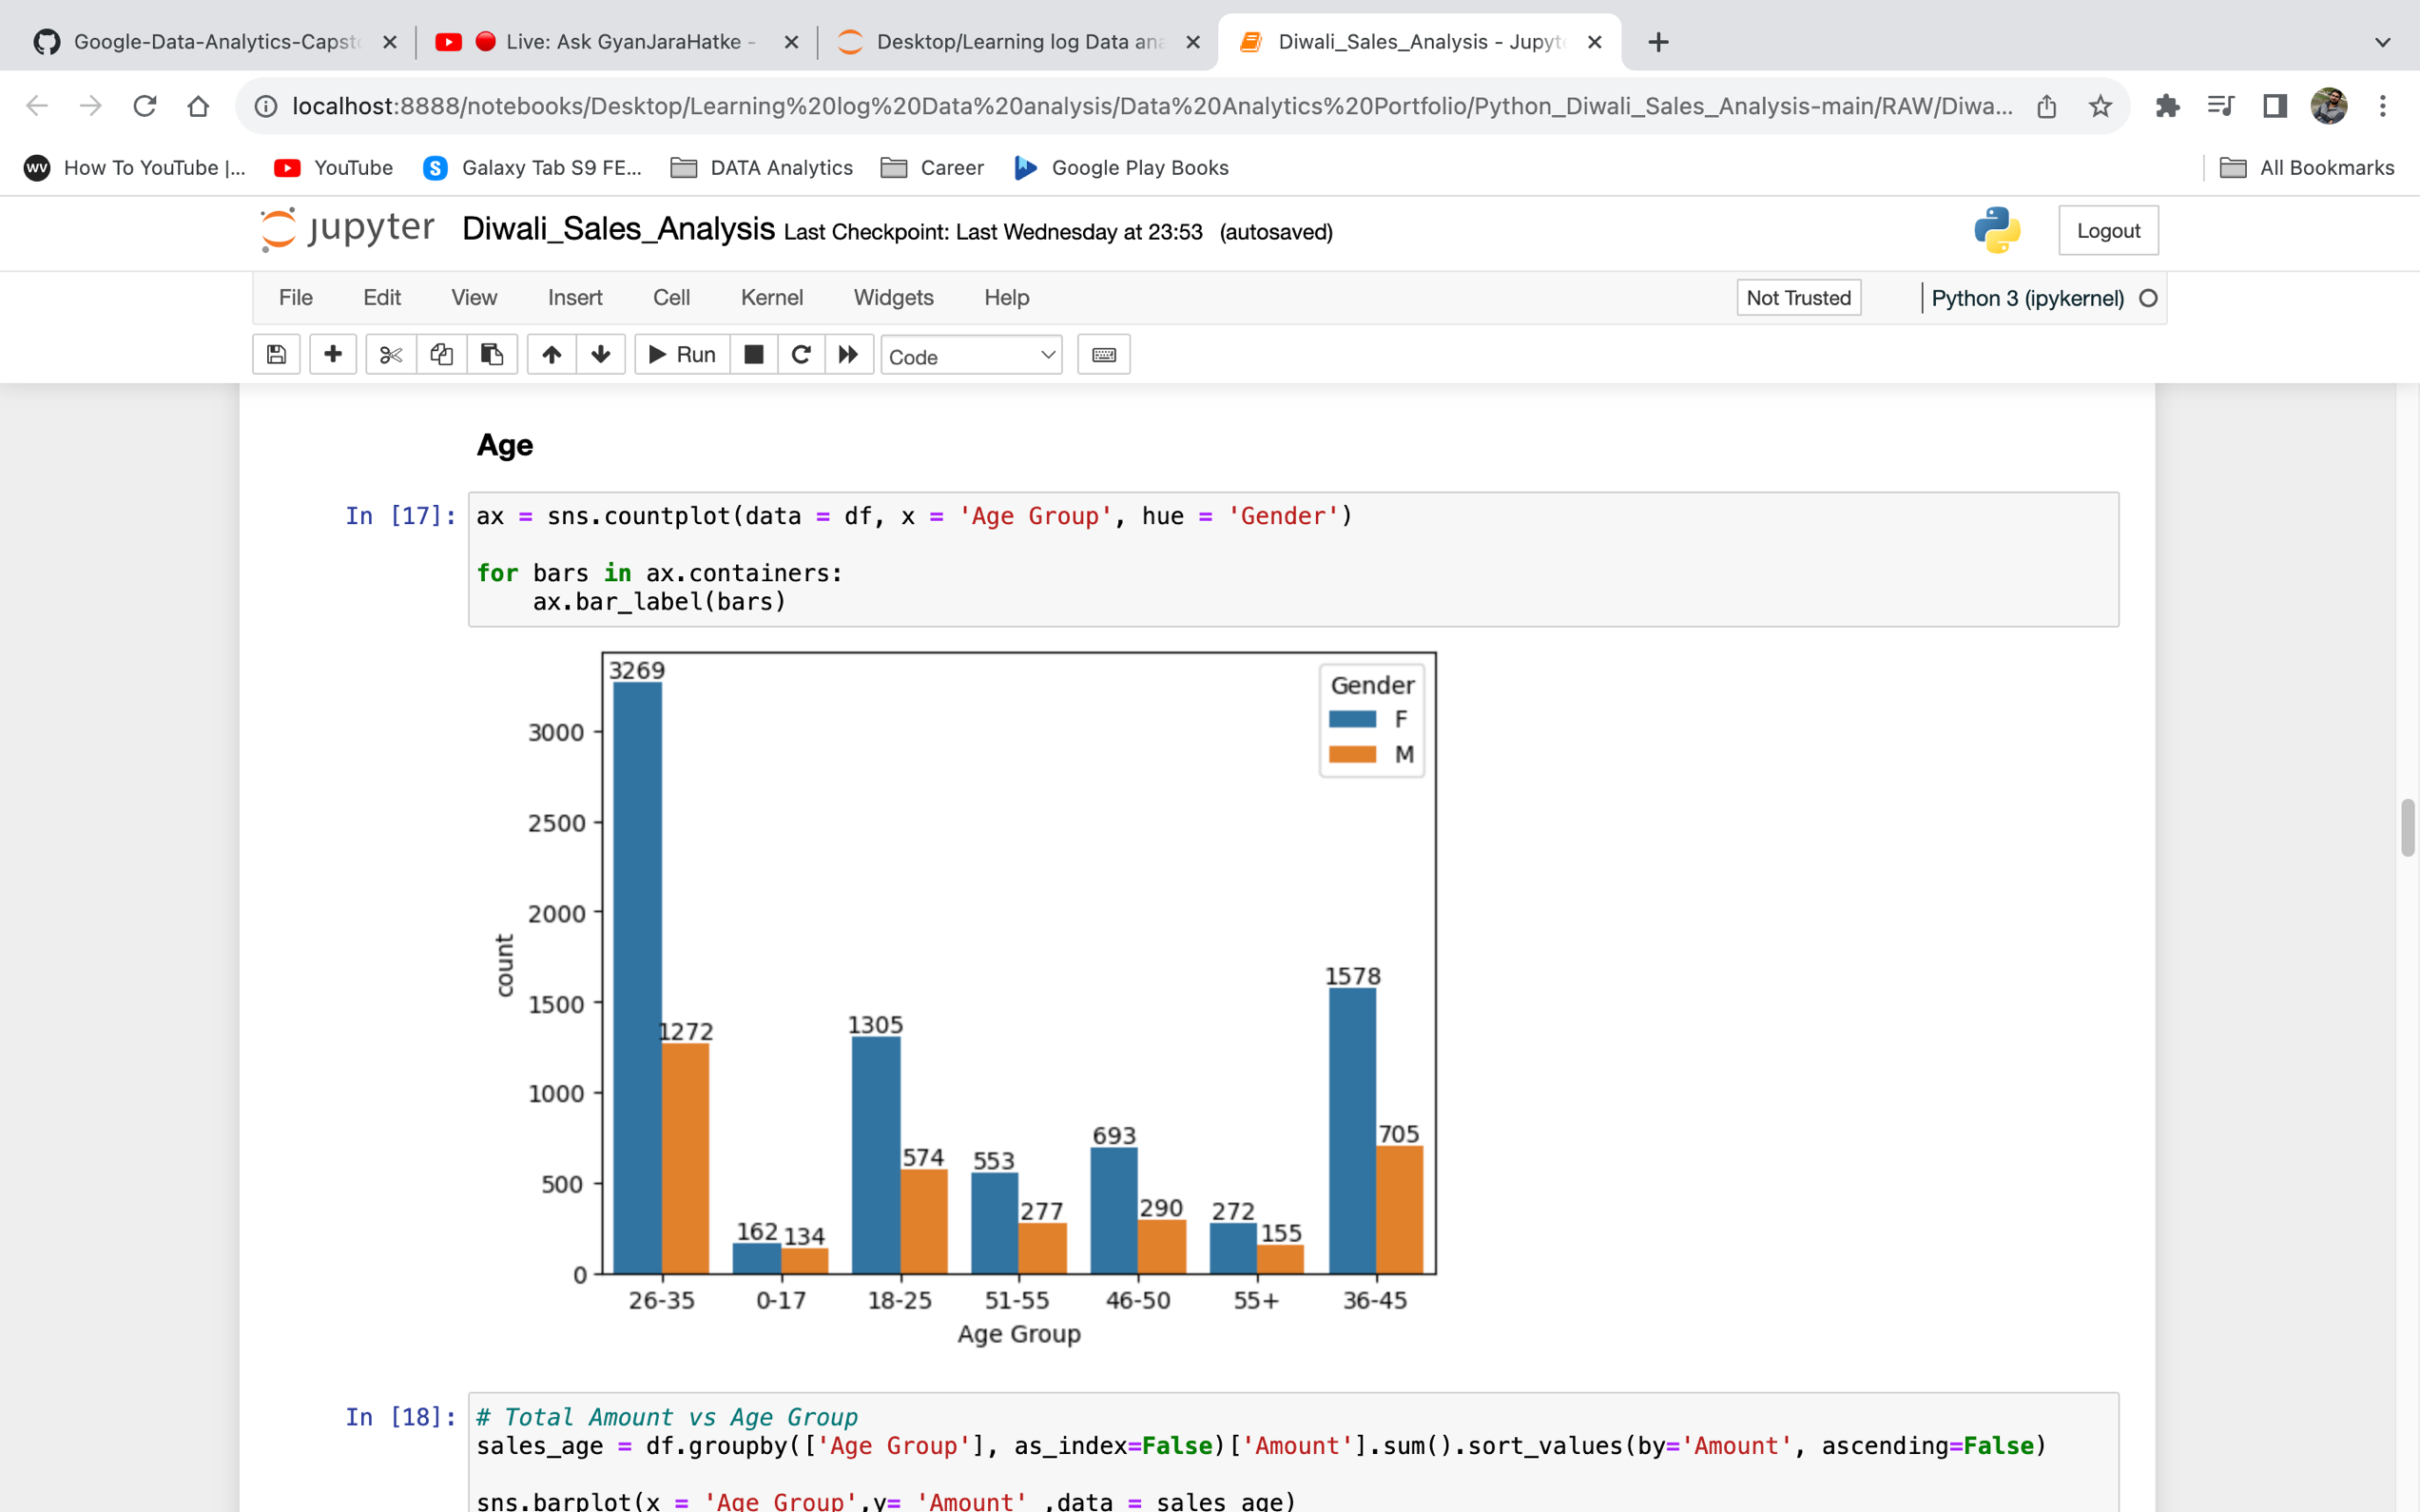 Google-Data-Analytics-Capst
Live: Ask GyanJaraHatke -
Desktop/Learning log Data ana
Diwali_Sales_Analysis - Jupyt
localhost:8888/notebooks/Desktop/Learning%20log%20Data%20analysis/Data%20Analytics%20Portfolio/Python_Diwali_Sales_Analysis-main/RAW/Diwa...
WV How To YouTube |...
YouTube
S Galaxy Tab S9 FE...
DATA Analytics
Career
Google Play Books
All Bookmarks
jupyter Diwali_Sales_Analysis Last Checkpoint: Last Wednesday at 23:53 (autosaved)
Logout
File Edit View Insert Cell Kernel Widgets Help
Not Trusted
Python 3 (ipykernel)
Run
Code
Age
In [17]: ax = sns.countplot(data = df, x = 'Age Group', hue = 'Gender')
for bars in ax.containers:
    ax.bar_label(bars)
3269
Gender
F
M
3000
2500
2000
1500
1000
500
0
count
1272
162 134
1305
574
553
277
693
290
272
155
1578
705
26-35 0-17 18-25 51-55 46-50 55+ 36-45
Age Group
In [18]: # Total Amount vs Age Group
sales_age = df.groupby(['Age Group'], as_index=False)['Amount'].sum().sort_values(by='Amount', ascending=False)
sns.barplot(x = 'Age Group',y= 'Amount' ,data = sales_age)